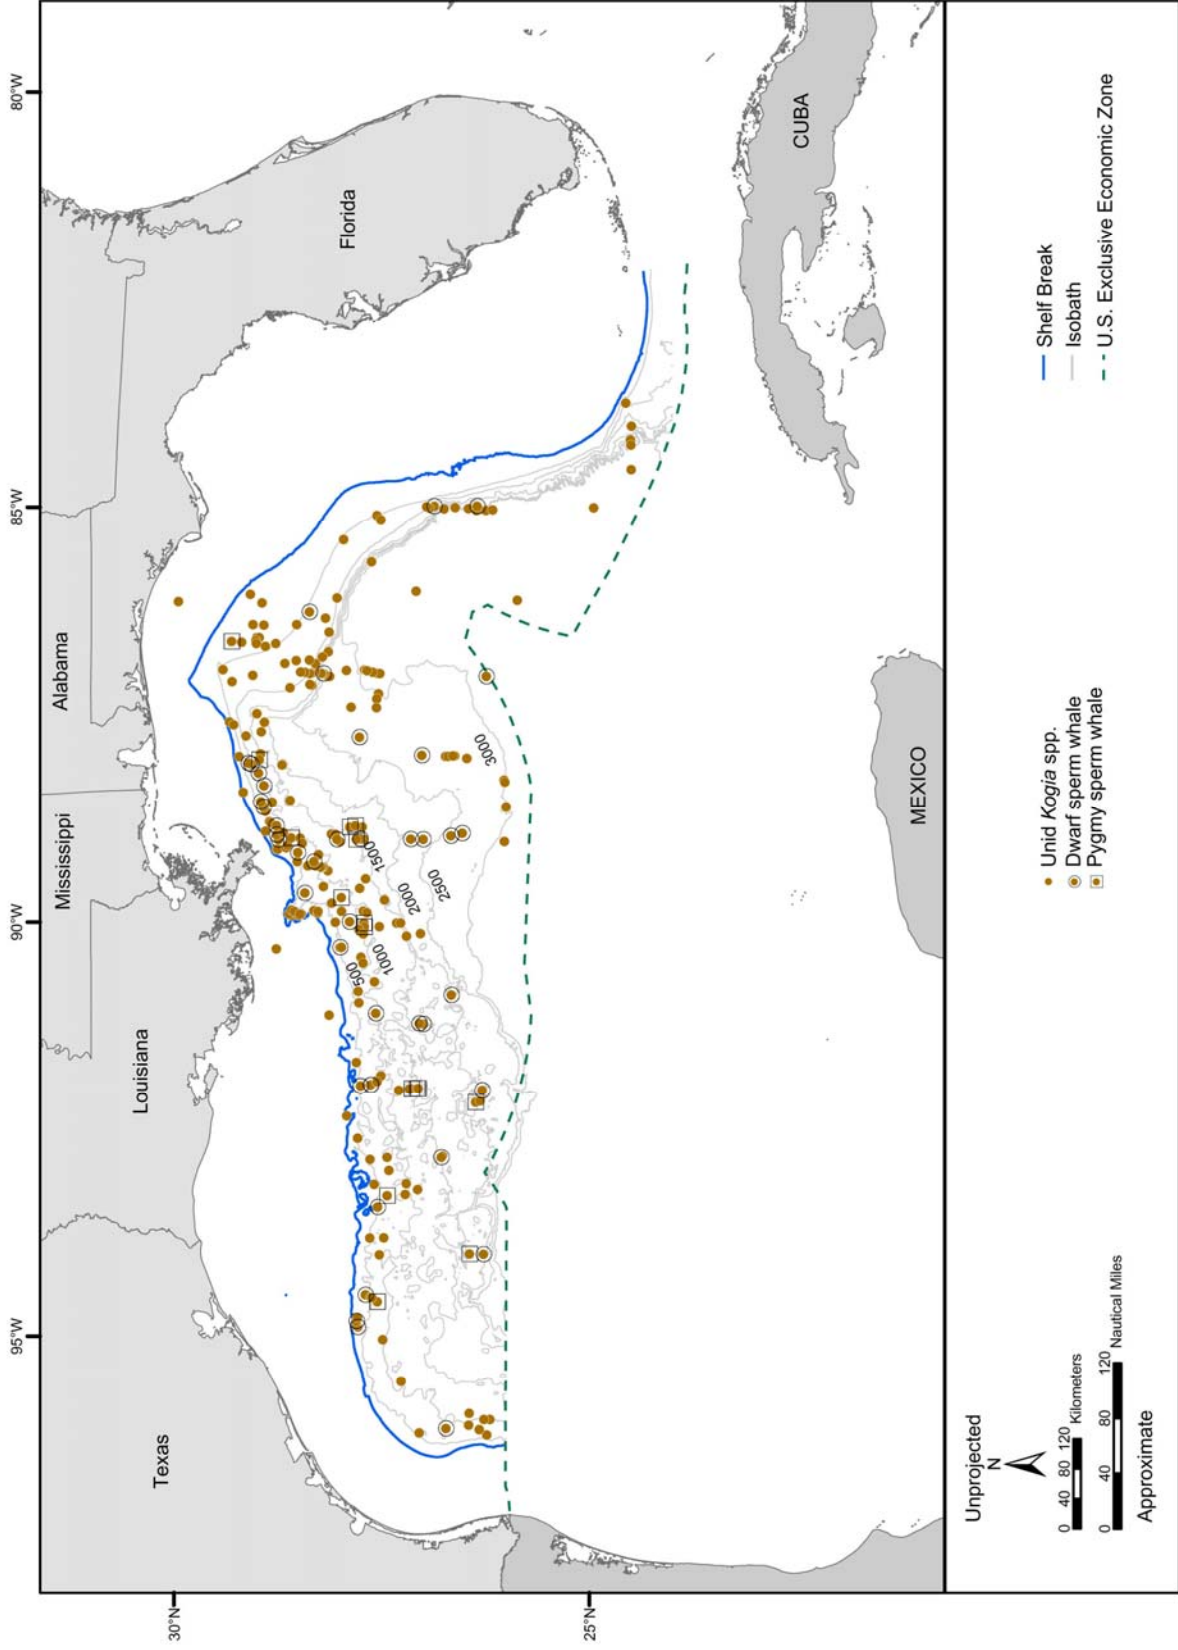 80°W
85°W
90°W
95°W
30°N
25°N
Texas
Louisiana
Mississippi
Alabama
Florida
CUBA
MEXICO
500
1000
1500
2000
2500
3000
Unprojected
N
0 40 80 120
Kilometers
0 40 80 120
Nautical Miles
Approximate
Unid Kogia spp.
Dwarf sperm whale
Pygmy sperm whale
Shelf Break
Isobath
U.S. Exclusive Economic Zone